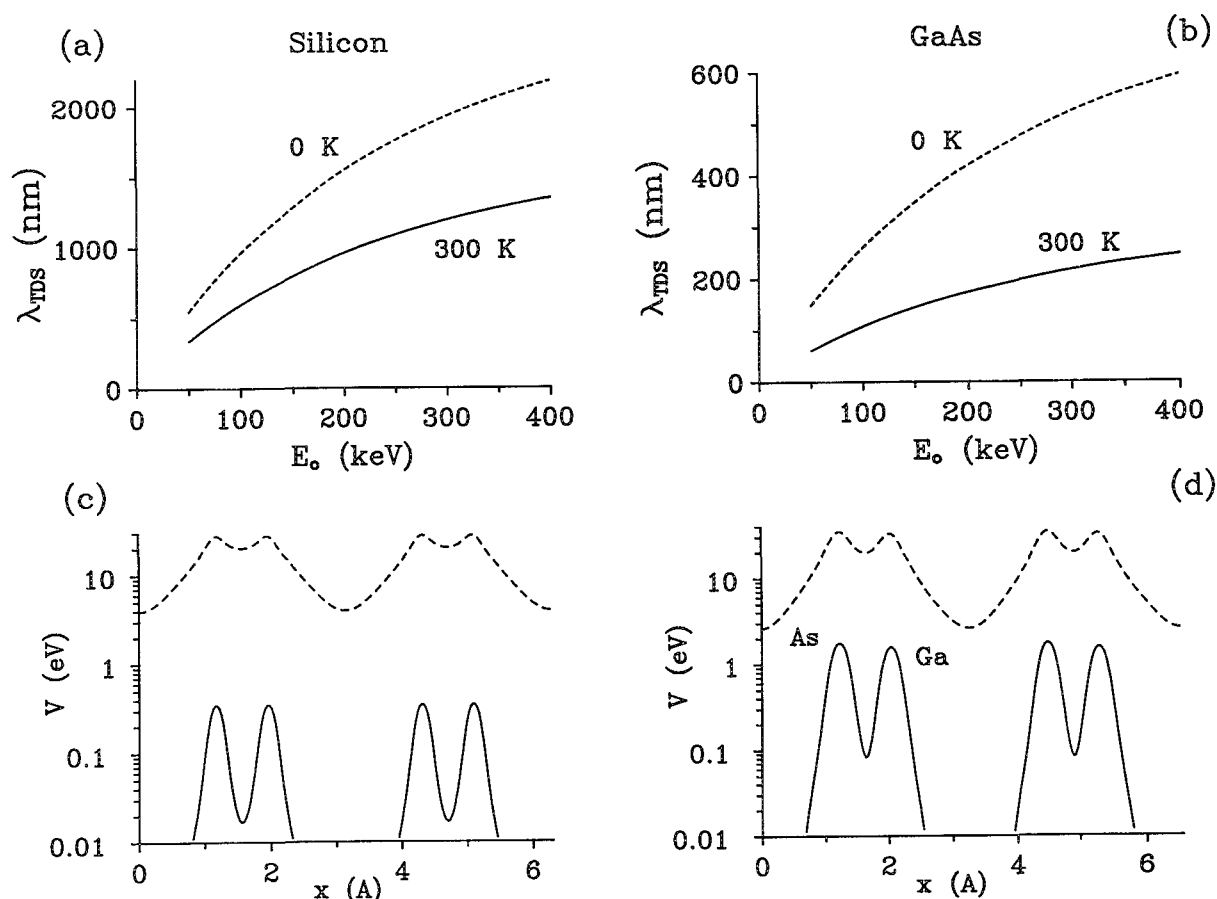 (a)
Silicon
2000
1000
0
λTDS (nm)
0 K
300 K
0 100 200 300 400
Eo (keV)
(b)
GaAs
600
400
200
0
λTDS (nm)
0 K
300 K
0 100 200 300 400
Eo (keV)
(c)
10
1
0.1
0.01
V (eV)
0 2 4 6
x (A)
(d)
10
1
0.1
0.01
V (eV)
As
Ga
0 2 4 6
x (A)